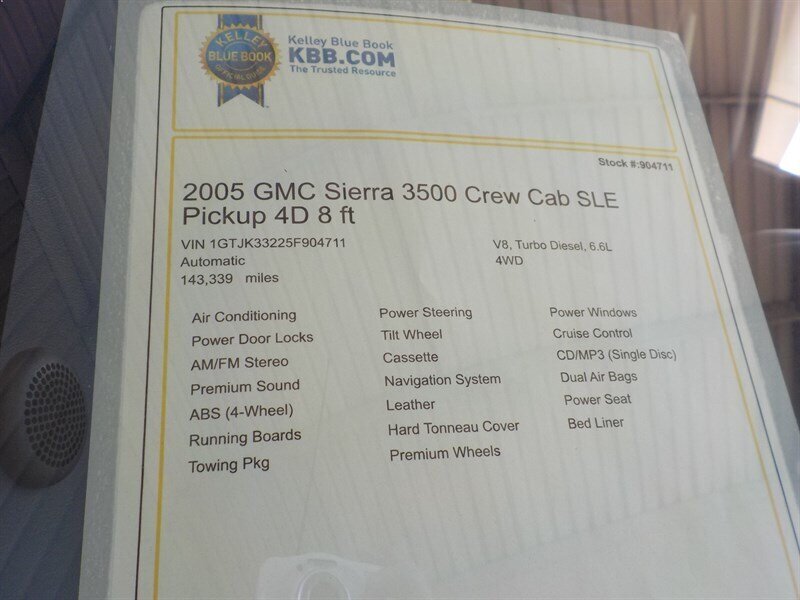 KELLEY
BLUE BOOK
OFFICIAL GUIDE
Kelley Blue Book
KBB.COM
The Trusted Resource
Stock #:904711
2005 GMC Sierra 3500 Crew Cab SLE
Pickup 4D 8 ft
VIN 1GTJK33225F904711
V8, Turbo Diesel, 6.6L
Automatic
4WD
143,339 miles
Air Conditioning
Power Steering
Power Windows
Power Door Locks
Tilt Wheel
Cruise Control
AM/FM Stereo
Cassette
CD/MP3 (Single Disc)
Premium Sound
Navigation System
Dual Air Bags
ABS (4-Wheel)
Leather
Power Seat
Running Boards
Hard Tonneau Cover
Bed Liner
Towing Pkg
Premium Wheels